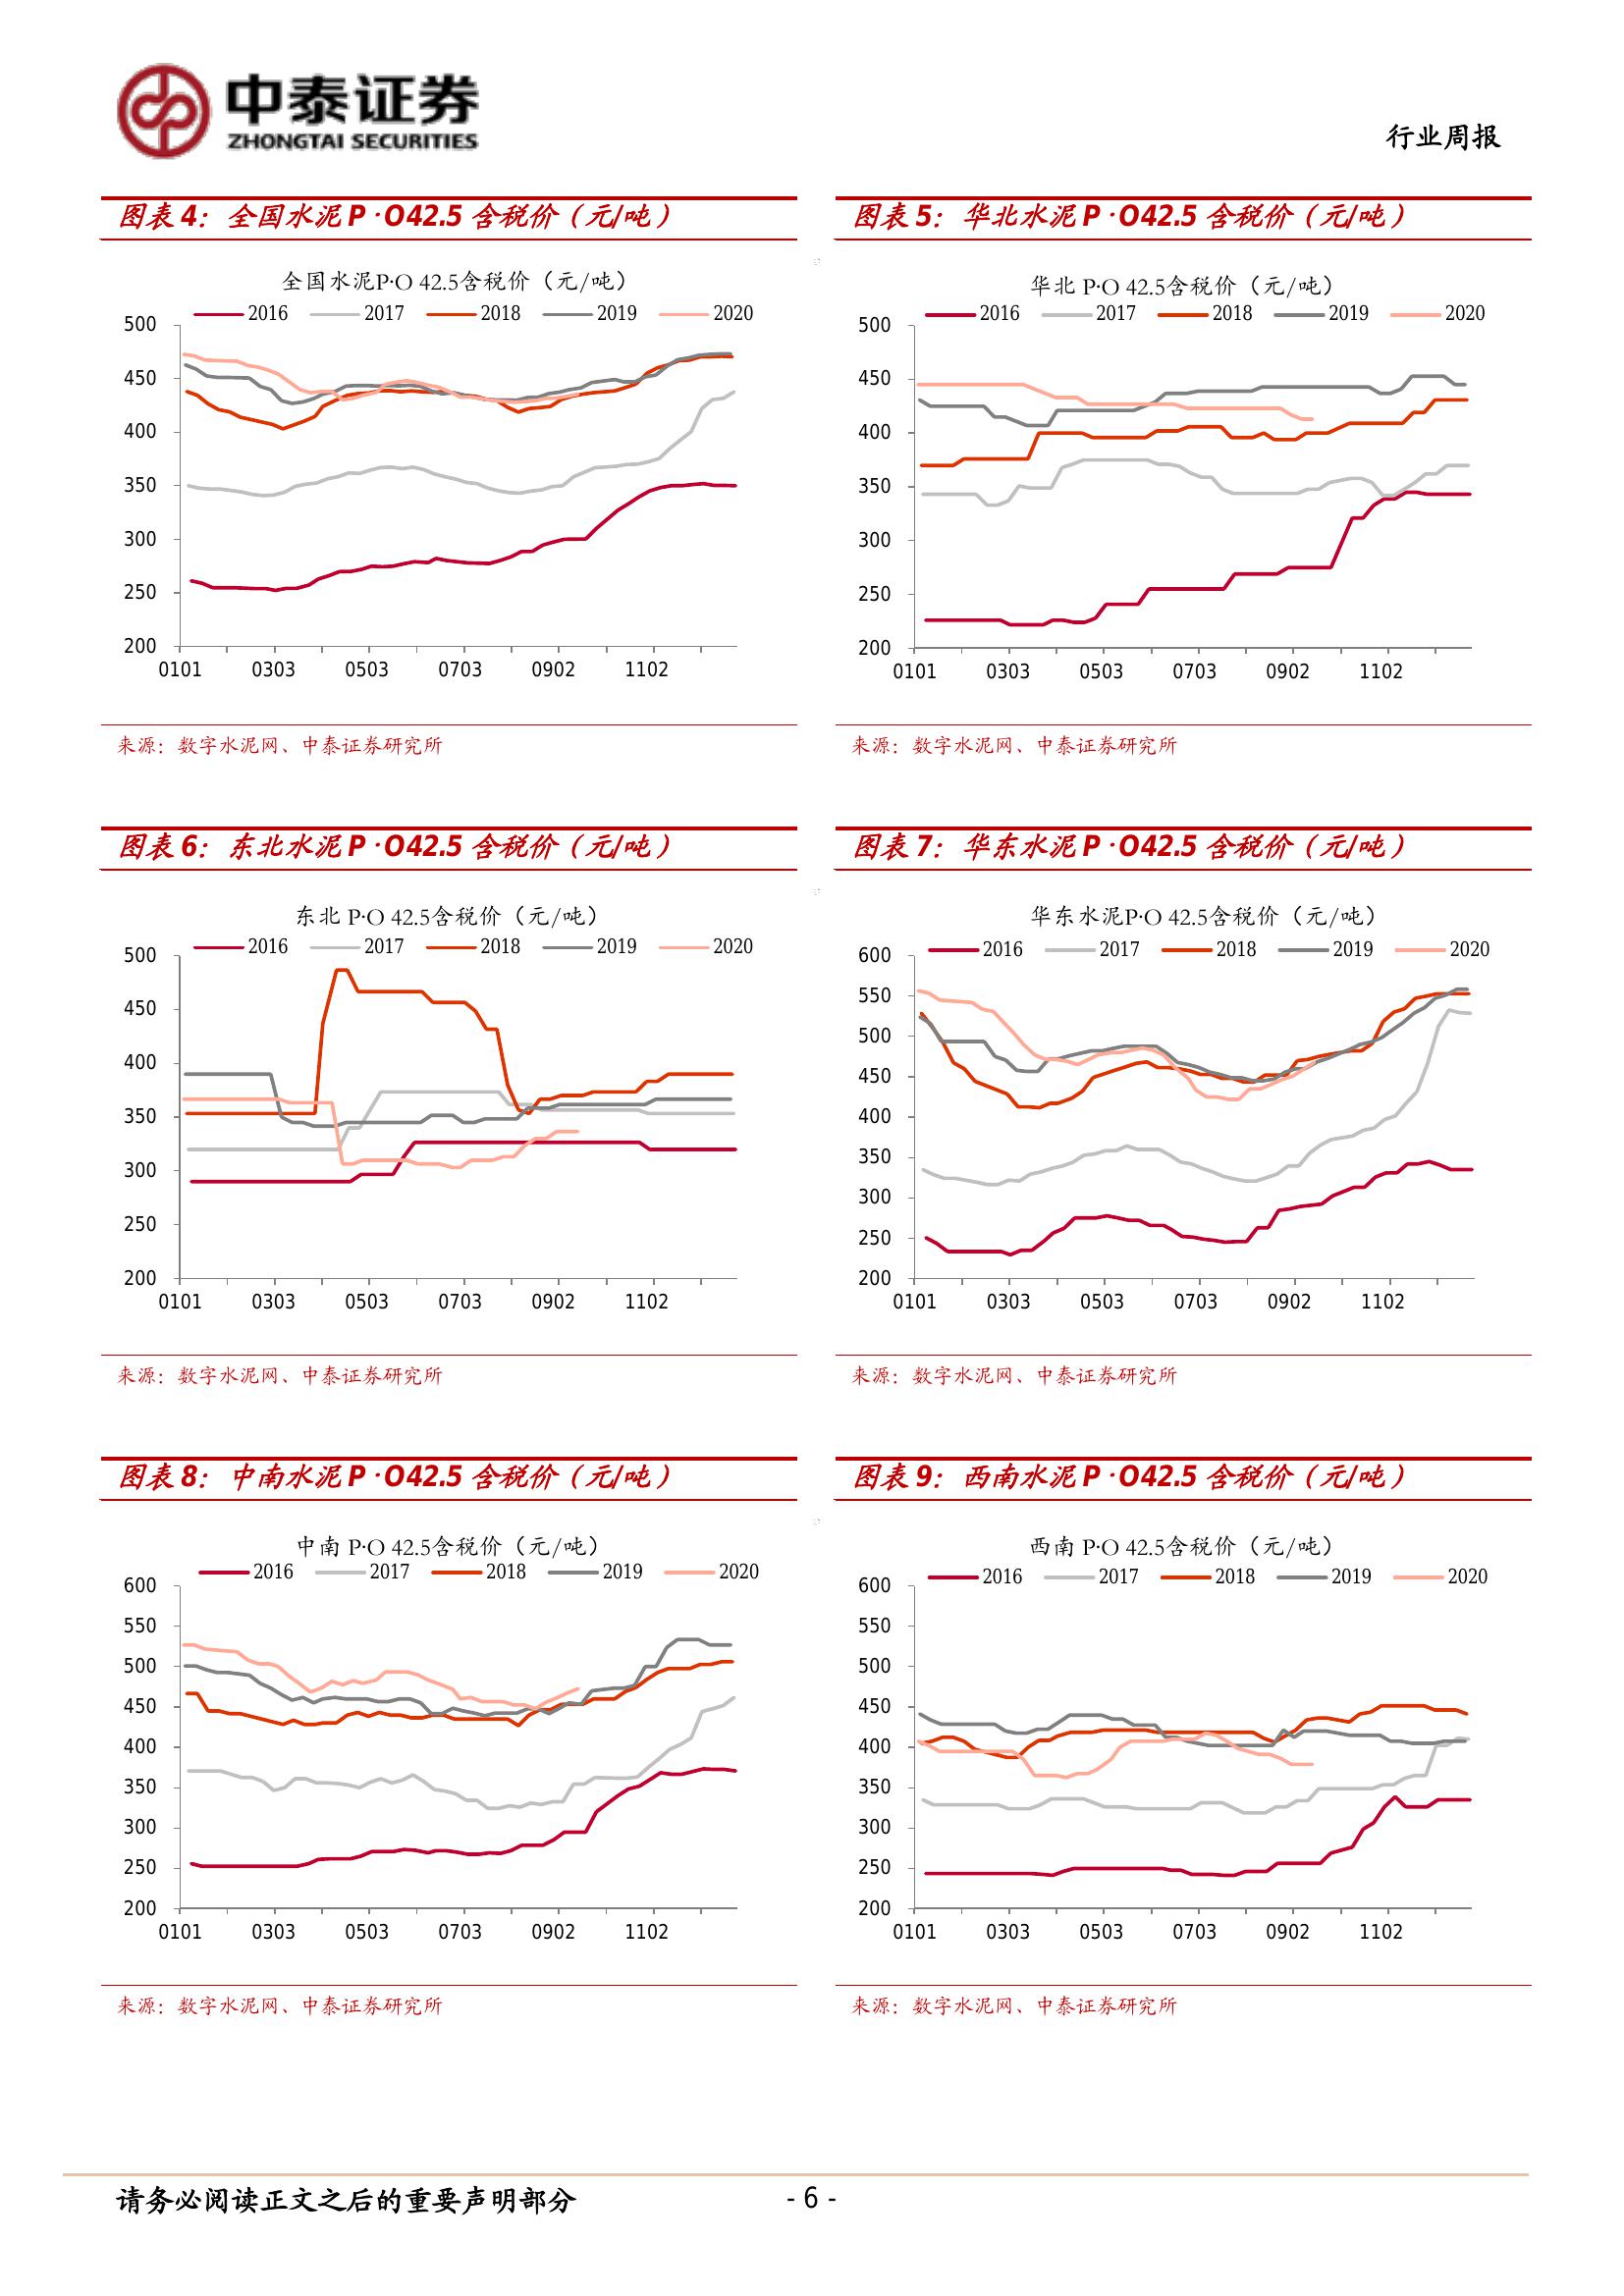 中泰证券
ZHONGTAI SECURITIES
行业周报
图表 4：全国水泥 P·O42.5 含税价（元/吨）
全国水泥P·O 42.5含税价（元/吨）
2016 2017 2018 2019 2020
500
450
400
350
300
250
200
0101 0303 0503 0703 0902 1102
来源：数字水泥网、中泰证券研究所
图表 5：华北水泥 P·O42.5 含税价（元/吨）
华北 P·O 42.5含税价（元/吨）
2016 2017 2018 2019 2020
500
450
400
350
300
250
200
0101 0303 0503 0703 0902 1102
来源：数字水泥网、中泰证券研究所
图表 6：东北水泥 P·O42.5 含税价（元/吨）
东北 P·O 42.5含税价（元/吨）
2016 2017 2018 2019 2020
500
450
400
350
300
250
200
0101 0303 0503 0703 0902 1102
来源：数字水泥网、中泰证券研究所
图表 7：华东水泥 P·O42.5 含税价（元/吨）
华东水泥P·O 42.5含税价（元/吨）
2016 2017 2018 2019 2020
600
550
500
450
400
350
300
250
200
0101 0303 0503 0703 0902 1102
来源：数字水泥网、中泰证券研究所
图表 8：中南水泥 P·O42.5 含税价（元/吨）
中南 P·O 42.5含税价（元/吨）
2016 2017 2018 2019 2020
600
550
500
450
400
350
300
250
200
0101 0303 0503 0703 0902 1102
来源：数字水泥网、中泰证券研究所
图表 9：西南水泥 P·O42.5 含税价（元/吨）
西南 P·O 42.5含税价（元/吨）
2016 2017 2018 2019 2020
600
550
500
450
400
350
300
250
200
0101 0303 0503 0703 0902 1102
来源：数字水泥网、中泰证券研究所
请务必阅读正文之后的重要声明部分
- 6 -